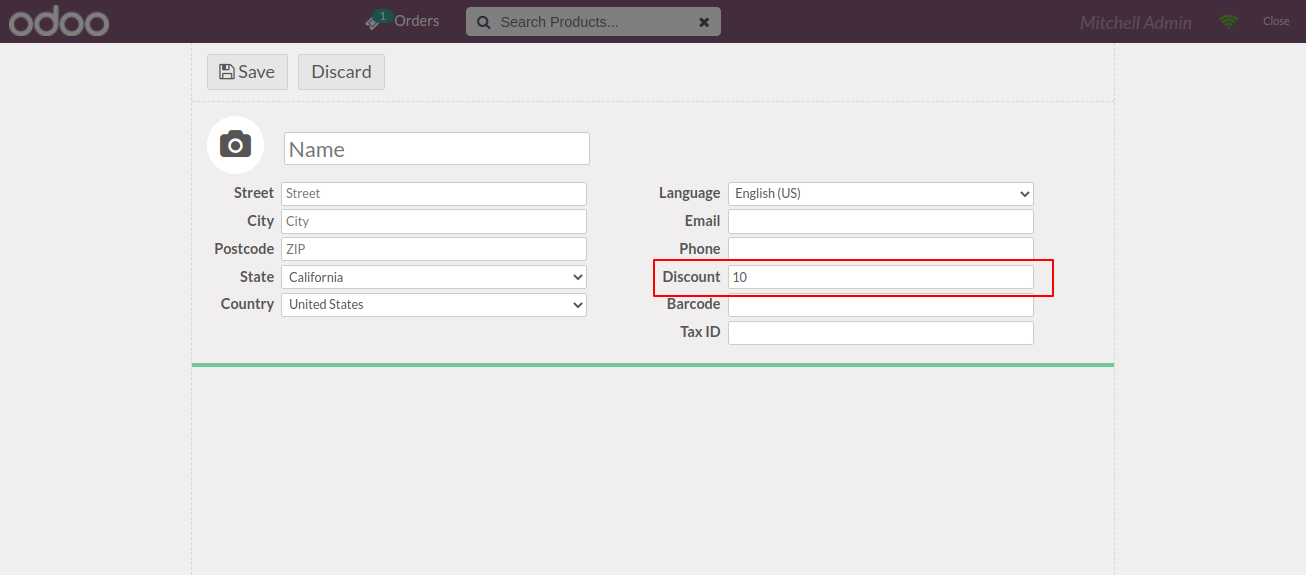 odoo 1 Orders Search Products... Mitchell Admin Close
Save Discard
Name
Street Street
City City
Postcode ZIP
State California
Country United States
Language English (US)
Email
Phone
Discount 10
Barcode
Tax ID